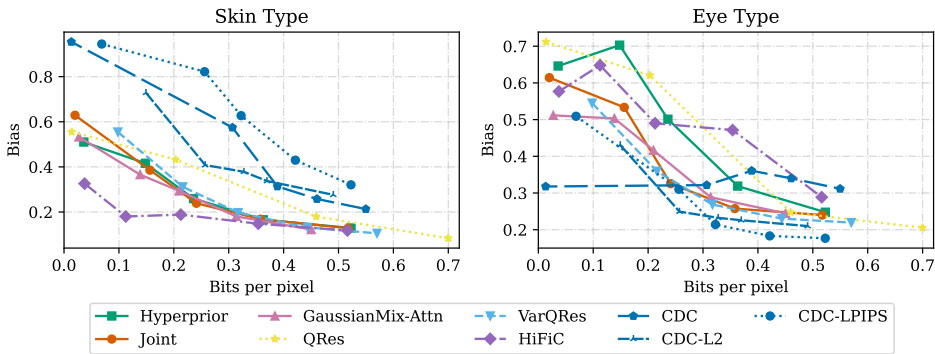 Skin Type
Eye Type
Bias
0.8
0.6
0.4
0.2
0.0 0.1 0.2 0.3 0.4 0.5 0.6 0.7
Bits per pixel
Bias
0.7
0.6
0.5
0.4
0.3
0.2
0.0 0.1 0.2 0.3 0.4 0.5 0.6 0.7
Bits per pixel
Hyperprior GaussianMix-Attn VarQRes CDC CDC-LPIPS
Joint QRes HiFiC CDC-L2